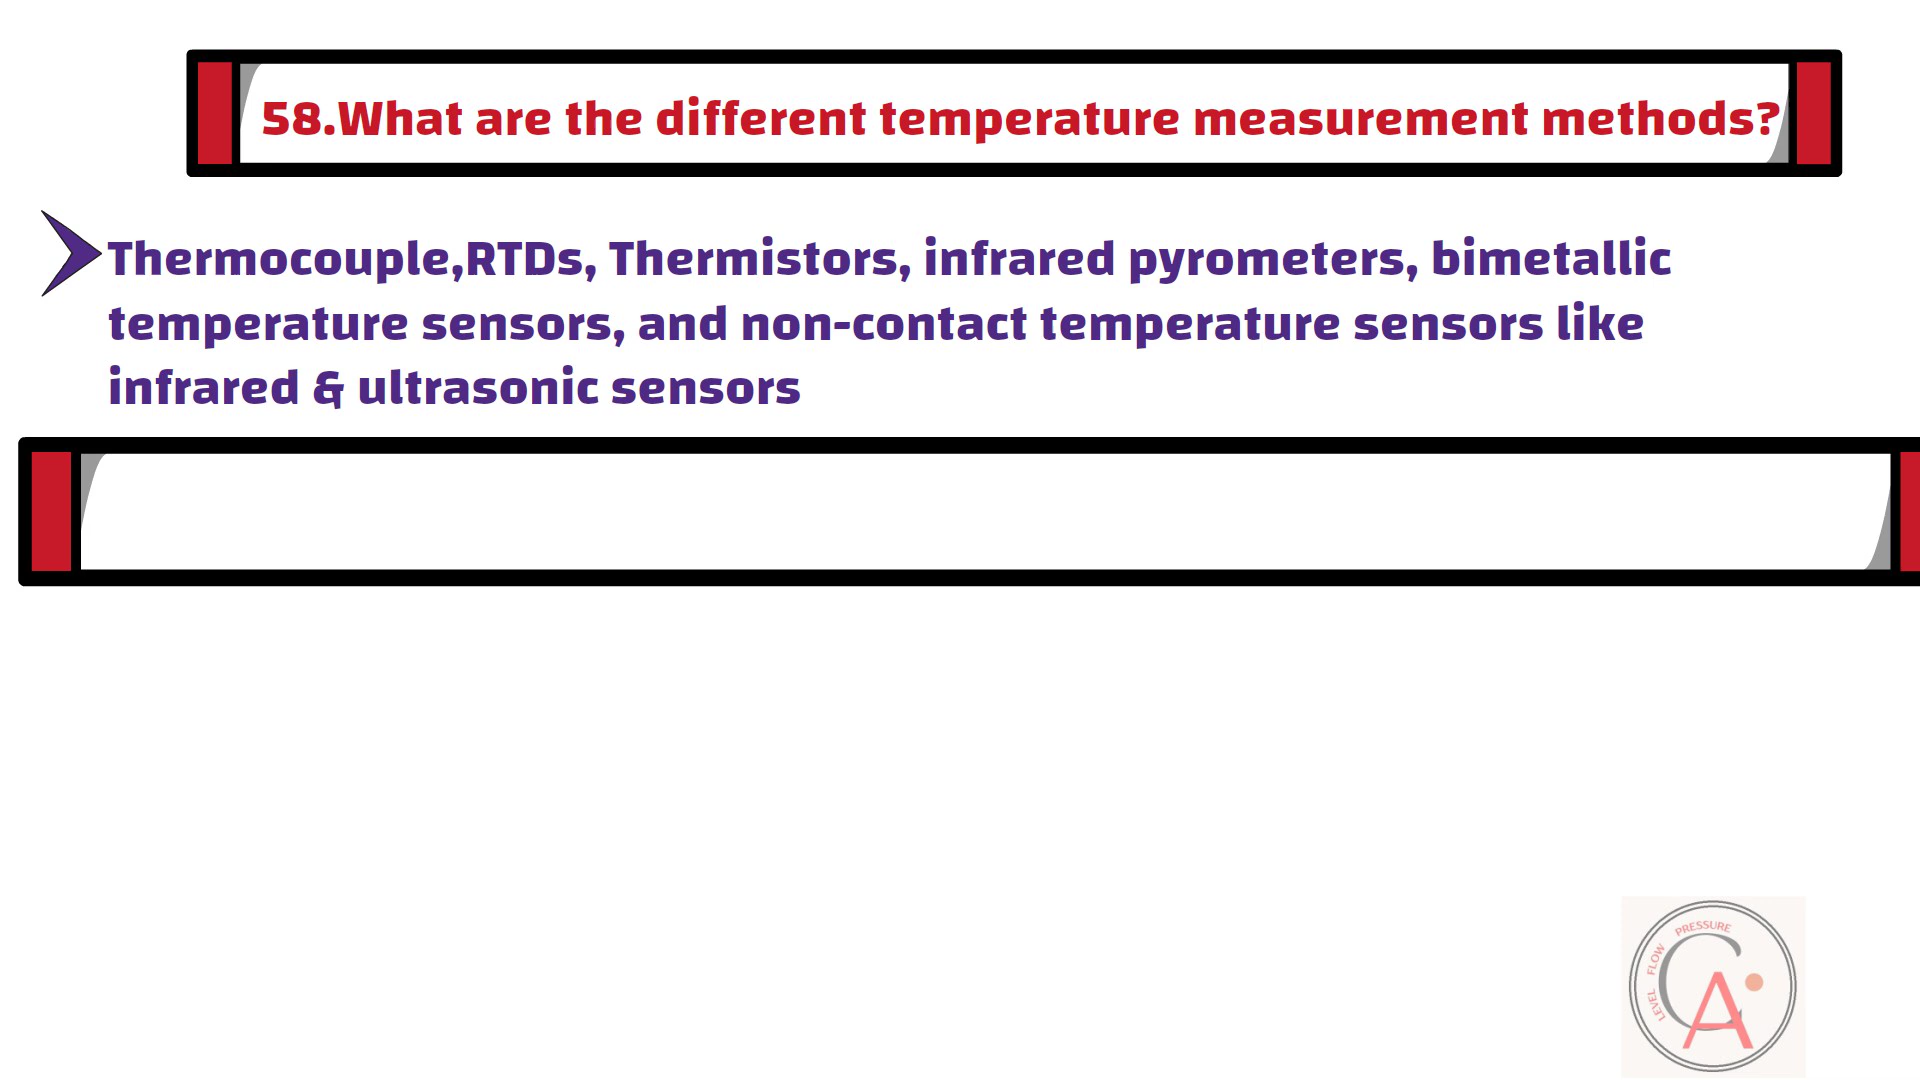 58.What are the different temperature measurement methods?
Thermocouple,RTDs, Thermistors, infrared pyrometers, bimetallic
temperature sensors, and non-contact temperature sensors like
infrared & ultrasonic sensors
PRESSURE
FLOW
LEVEL
CA